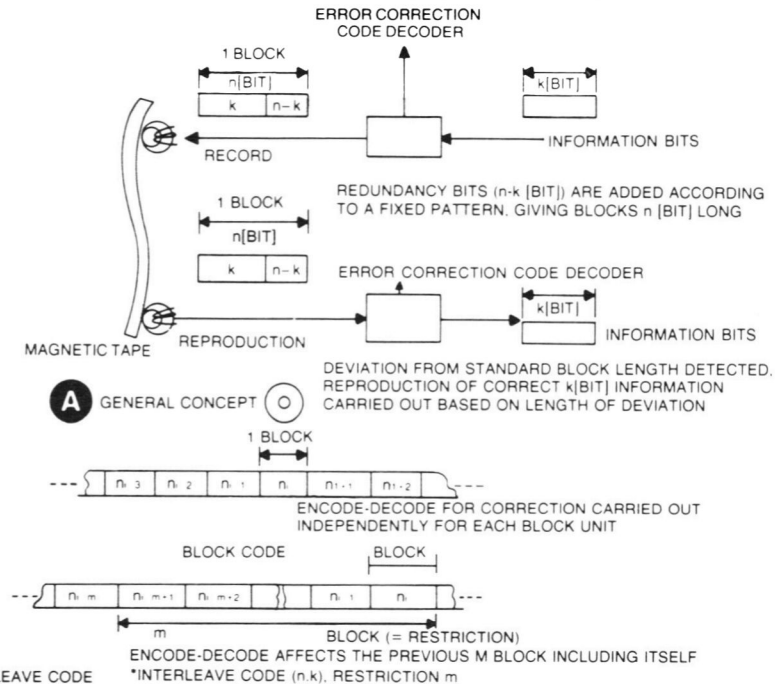 ERROR CORRECTION
CODE DECODER
1 BLOCK
n[BIT]
k[BIT]
k n-k
RECORD
INFORMATION BITS
REDUNDANCY BITS (n-k [BIT]) ARE ADDED ACCORDING
TO A FIXED PATTERN, GIVING BLOCKS n [BIT] LONG
1 BLOCK
n[BIT]
k n-k
ERROR CORRECTION CODE DECODER
k[BIT]
REPRODUCTION
INFORMATION BITS
MAGNETIC TAPE
DEVIATION FROM STANDARD BLOCK LENGTH DETECTED,
REPRODUCTION OF CORRECT k[BIT] INFORMATION
CARRIED OUT BASED ON LENGTH OF DEVIATION
A GENERAL CONCEPT
1 BLOCK
ENCODE-DECODE FOR CORRECTION CARRIED OUT
INDEPENDENTLY FOR EACH BLOCK UNIT
BLOCK CODE
BLOCK
m
BLOCK (= RESTRICTION)
ENCODE-DECODE AFFECTS THE PREVIOUS M BLOCK INCLUDING ITSELF
LEAVE CODE
*INTERLEAVE CODE (n.k), RESTRICTION m